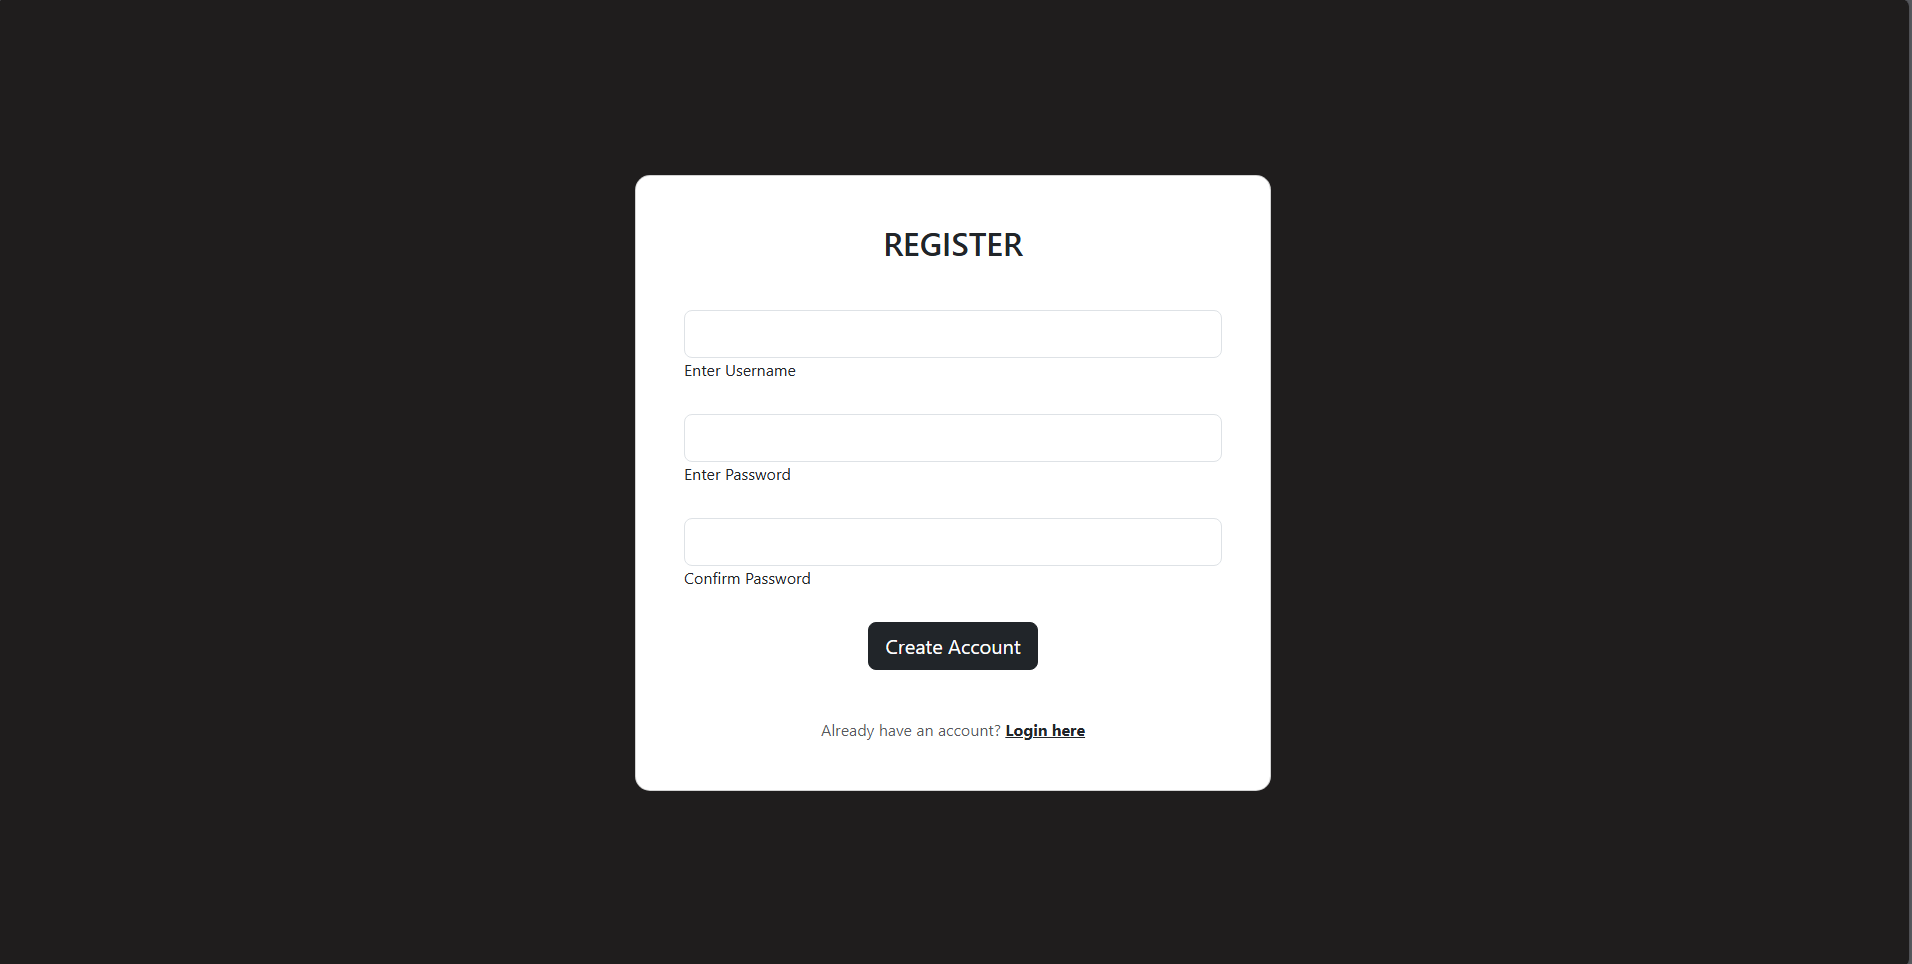 REGISTER
Enter Username
Enter Password
Confirm Password
Create Account
Already have an account? Login here